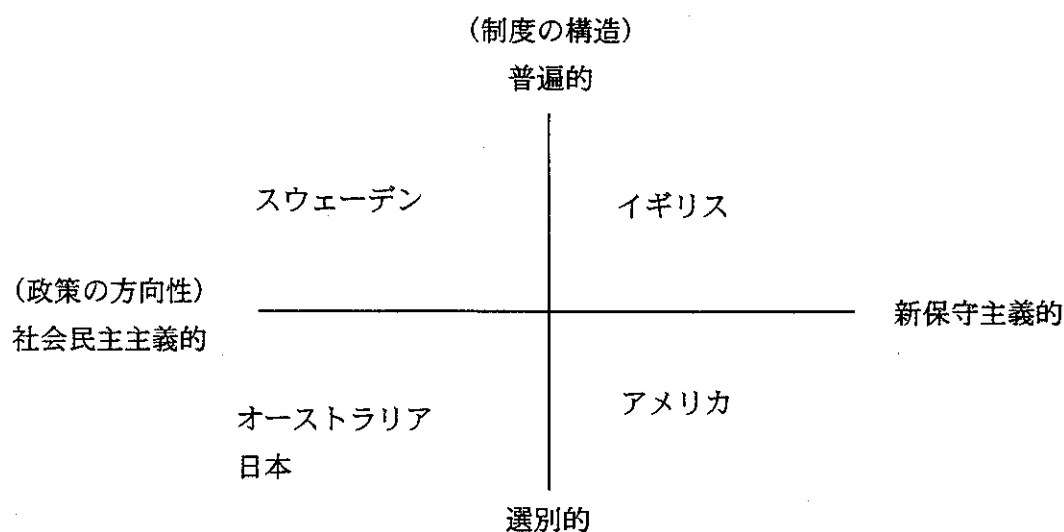 (制度の構造)
普遍的
スウェーデン
イギリス
(政策の方向性)
社会民主主義的
新保守主義的
オーストラリア
日本
アメリカ
選別的